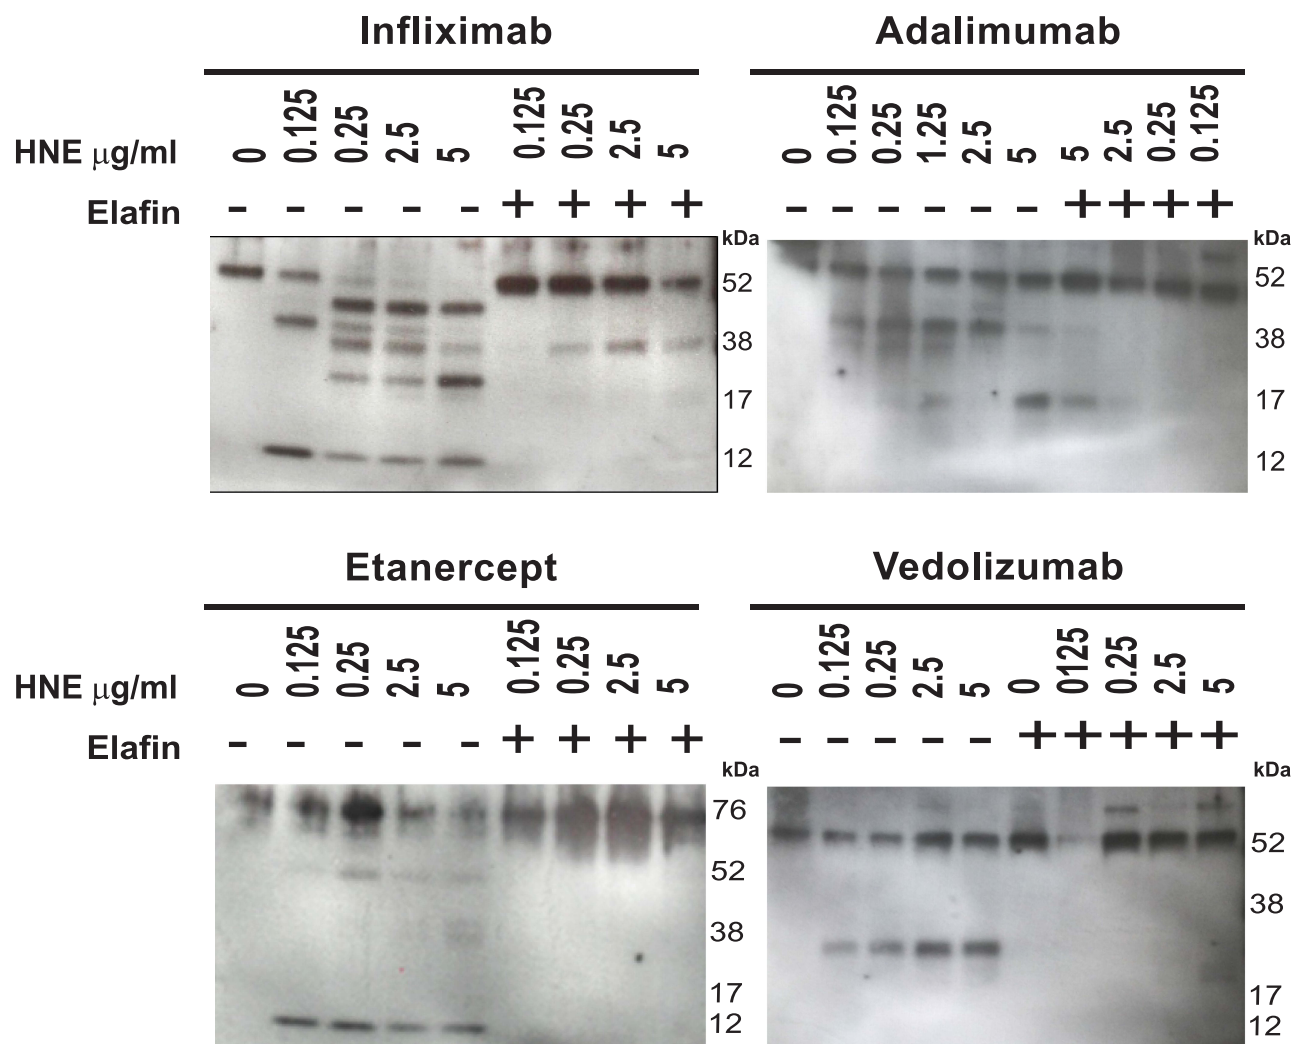 Infliximab
Adalimumab
HNE μg/ml 0 0.125 0.25 2.5 5 0.125 0.25 2.5 5
0 0.125 0.25 1.25 2.5 5 5 2.5 0.25 0.125
Elafin - - - - - + + + +
- - - - - - + + + +
kDa
52
38
17
12
kDa
52
38
17
12
Etanercept
Vedolizumab
HNE μg/ml 0 0.125 0.25 2.5 5 0.125 0.25 2.5 5
0 0.125 0.25 2.5 5 0 0125 0.25 2.5 5
Elafin - - - - - + + + +
- - - - - + + + + +
kDa
76
52
38
17
12
kDa
52
38
17
12